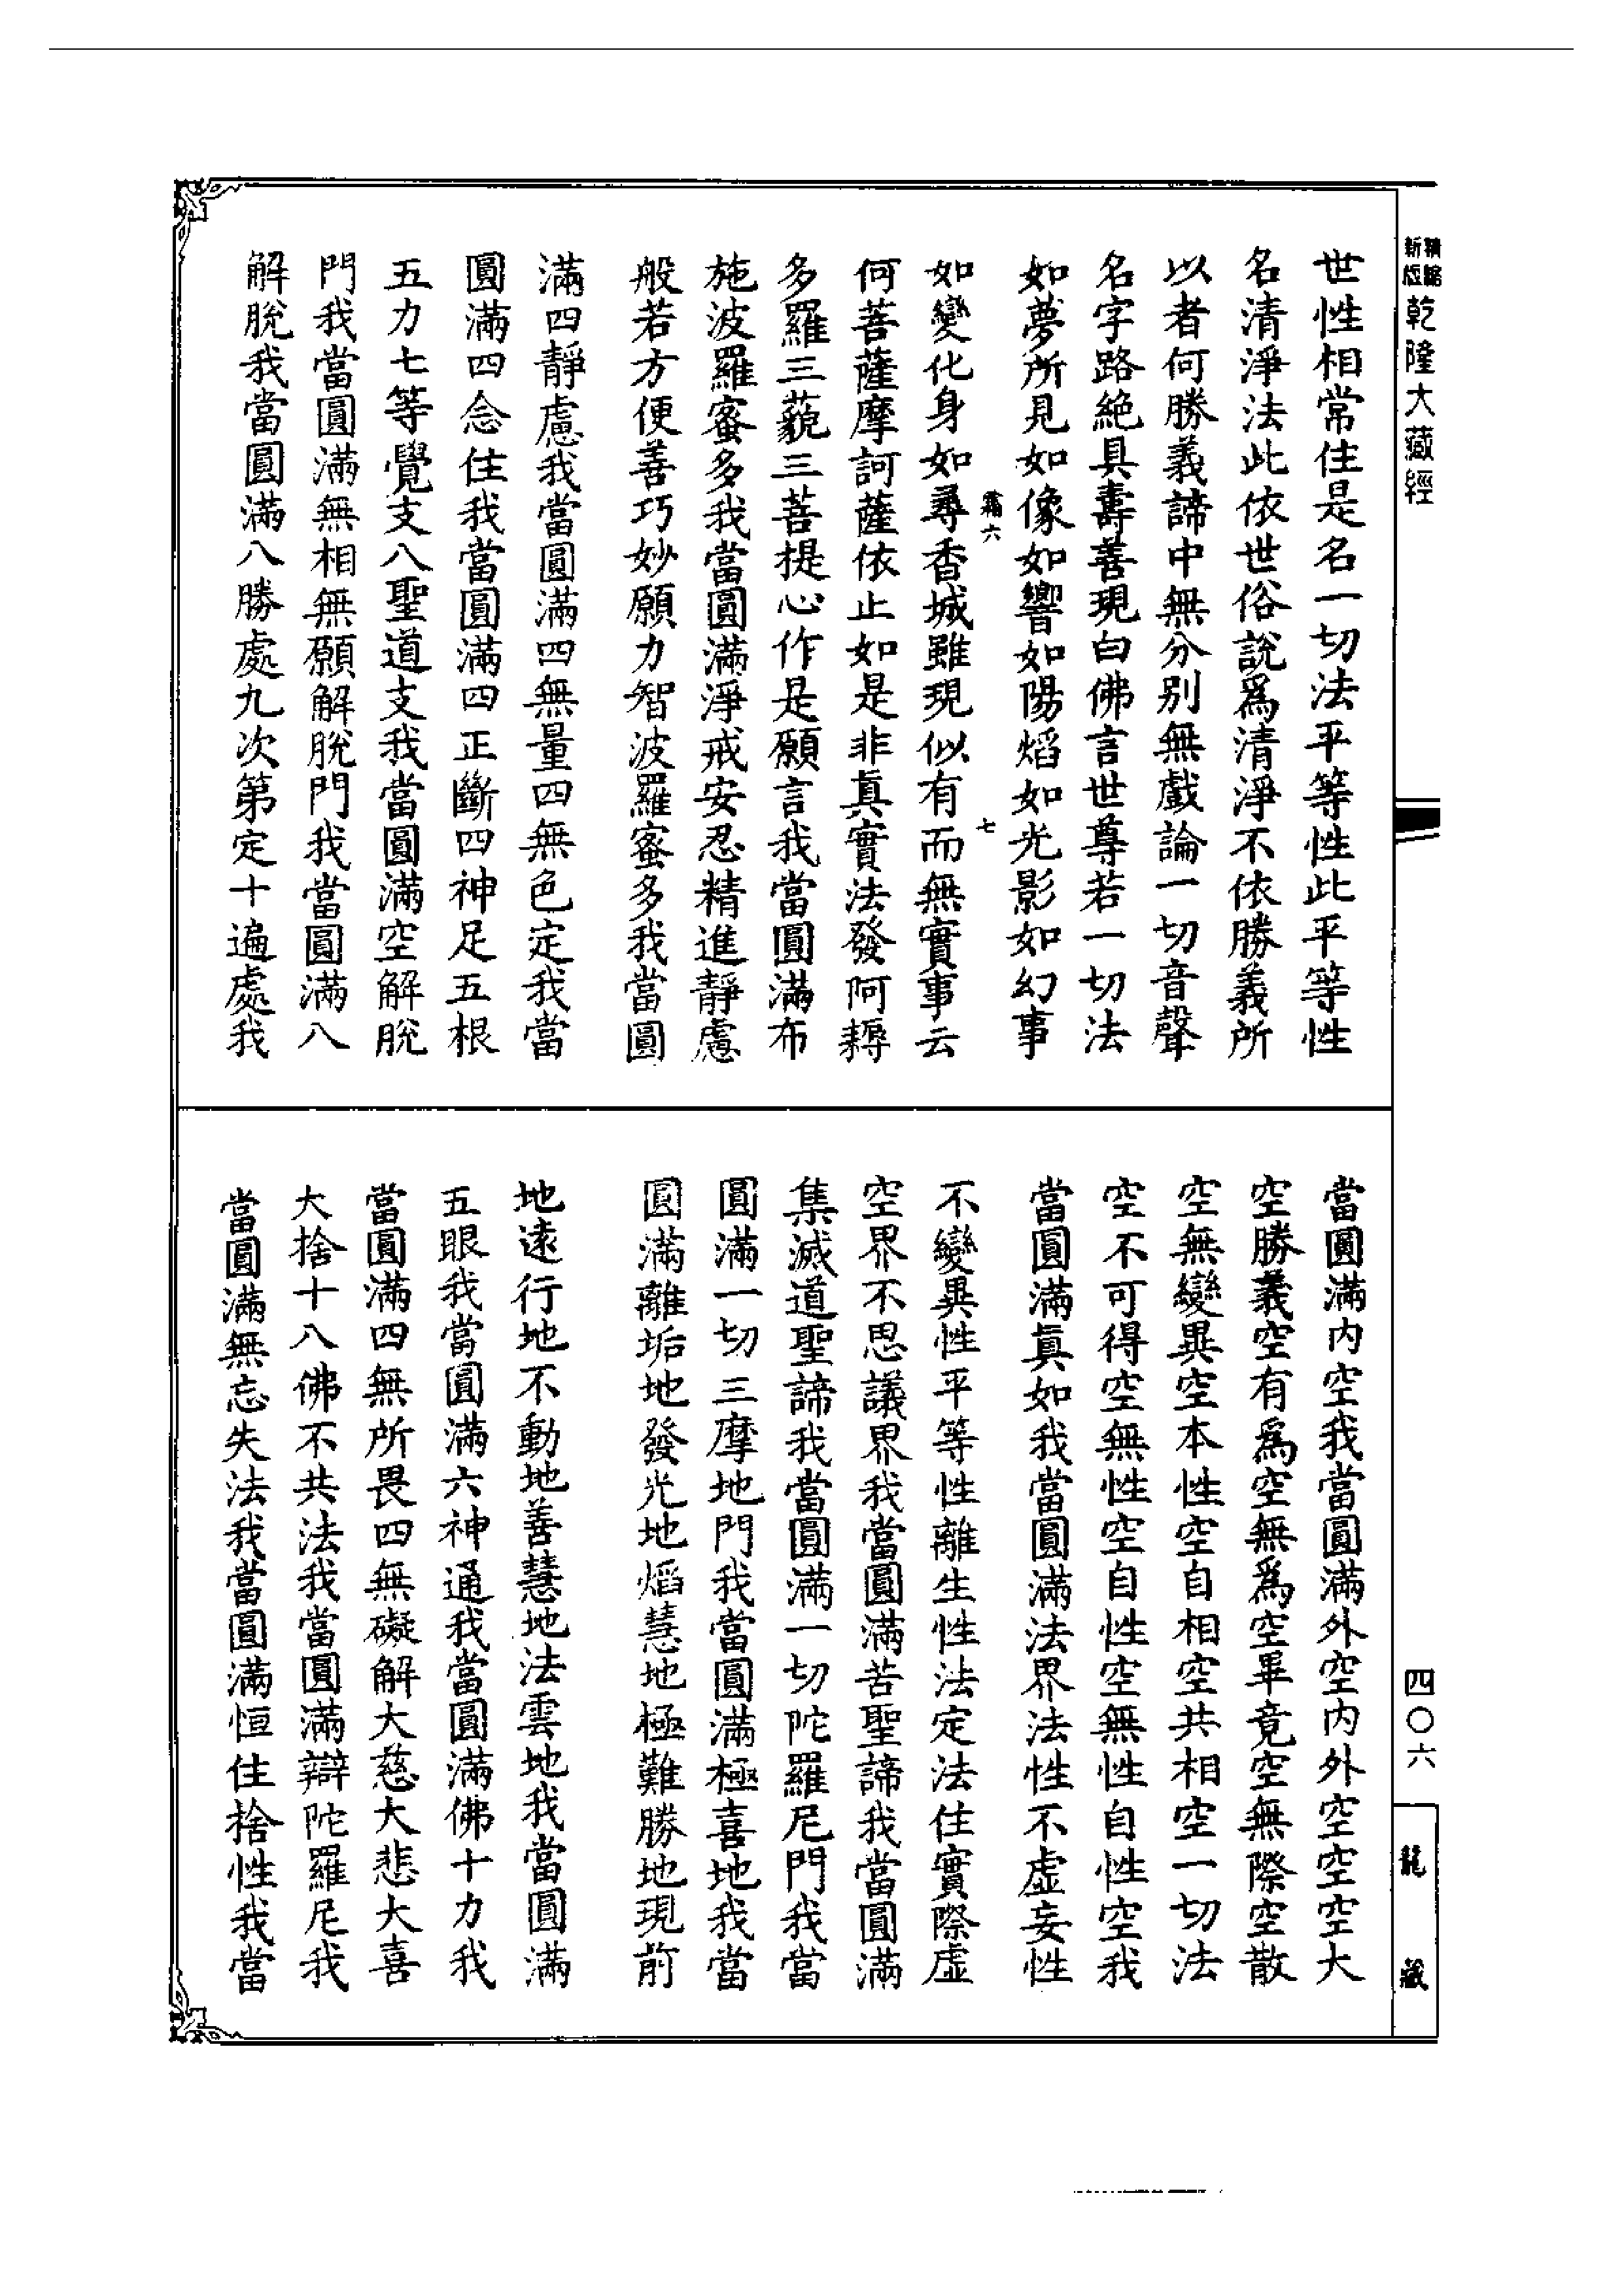 精縮
新版
乾隆大藏經
世性相常住是名一切法平等性此平等性
名清淨法此依世俗說爲清淨不依勝義所
以者何勝義諦中無分別無戲論一切音聲
名字路絕具壽善現白佛言世尊若一切法
如夢所見如像如響如陽焰如光影如幻事
霜六
七
如變化身如尋香城雖現似有而無實事云
何菩薩摩訶薩依止如是非眞實法發阿耨
多羅三藐三菩提心作是願言我當圓滿布
施波羅蜜多我當圓滿淨戒安忍精進靜慮
般若方便善巧妙願力智波羅蜜多我當圓
滿四靜慮我當圓滿四無量四無色定我當
圓滿四念住我當圓滿四正斷四神足五根
五力七等覺支八聖道支我當圓滿空解脫
門我當圓滿無相無願解脫門我當圓滿八
解脫我當圓滿八勝處九次第定十遍處我
當圓滿內空我當圓滿外空內外空空空大
空勝義空有爲空無爲空畢竟空無際空散
空無變異空本性空自相空共相空一切法
空不可得空無性空自性空無性自性空我
當圓滿眞如我當圓滿法界法性不虛妄性
不變異性平等性離生性法定法住實際虛
空界不思議界我當圓滿苦聖諦我當圓滿
集滅道聖諦我當圓滿一切陀羅尼門我當
圓滿一切三摩地門我當圓滿極喜地我當
圓滿離垢地發光地焰慧地極難勝地現前
地遠行地不動地善慧地法雲地我當圓滿
五眼我當圓滿六神通我當圓滿佛十力我
當圓滿四無所畏四無礙解大慈大悲大喜
大捨十八佛不共法我當圓滿辯陀羅尼我
當圓滿無忘失法我當圓滿恒住捨性我當
四〇六
龍藏